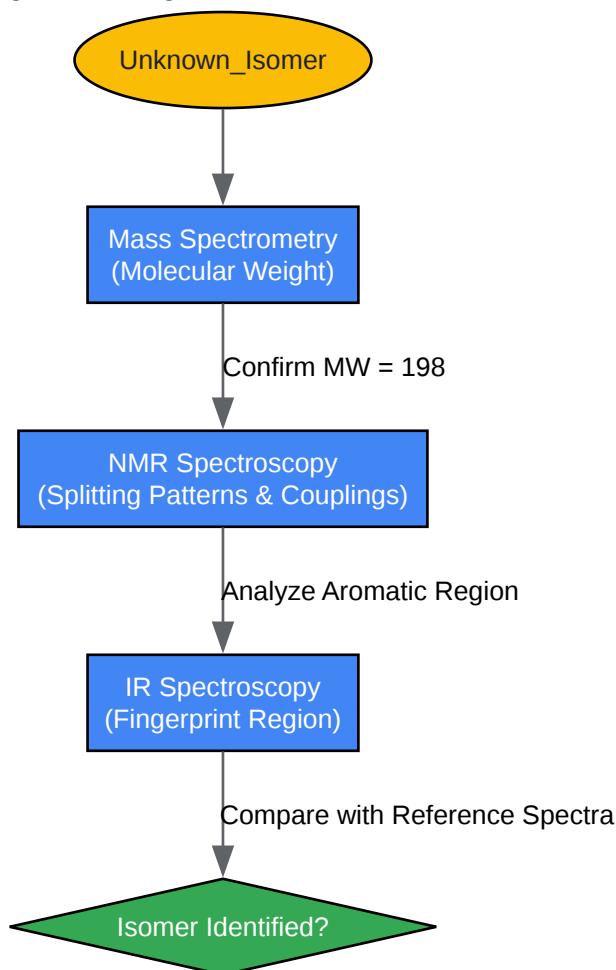 Unknown_Isomer
Mass Spectrometry
(Molecular Weight)
Confirm MW = 198
NMR Spectroscopy
(Splitting Patterns & Couplings)
Analyze Aromatic Region
IR Spectroscopy
(Fingerprint Region)
Compare with Reference Spectra
Isomer Identified?